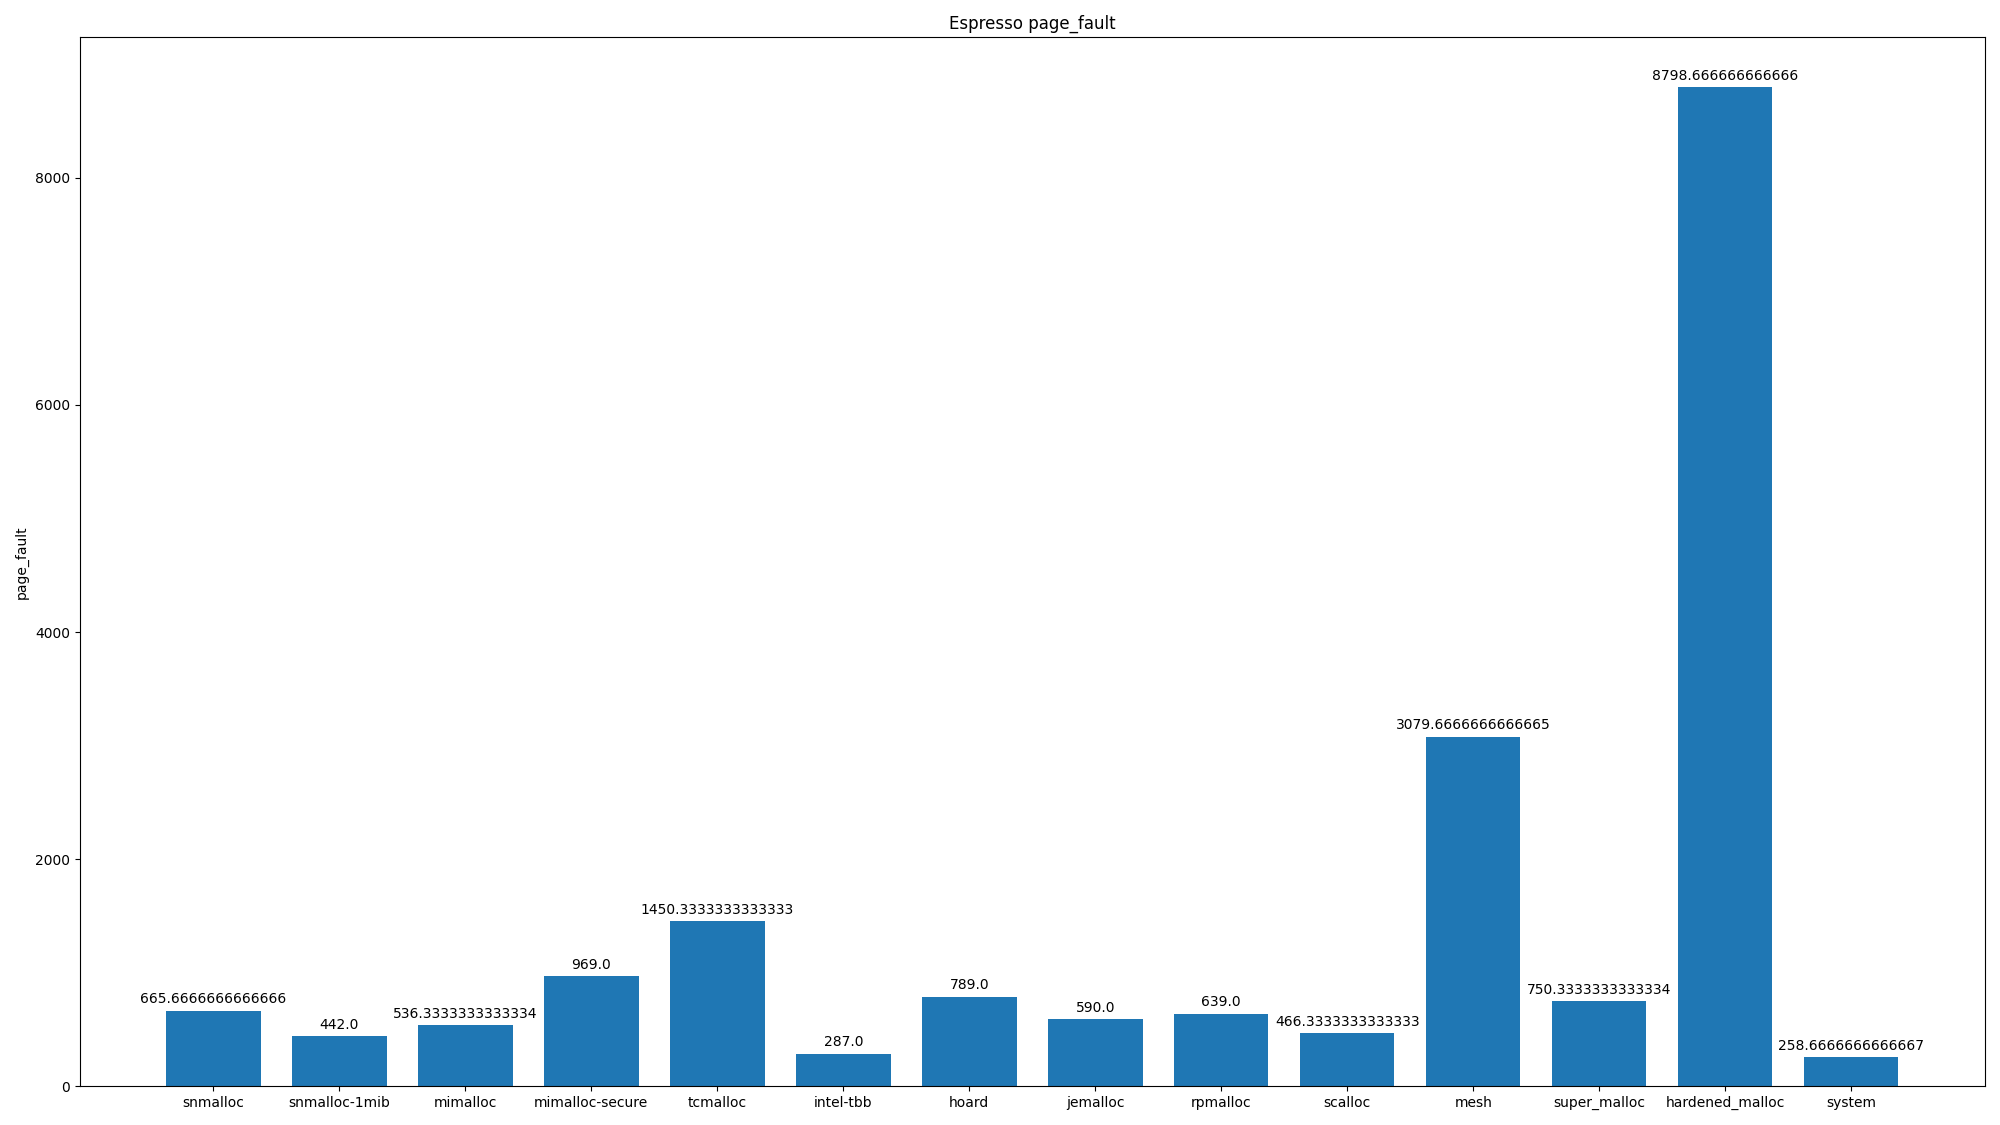 Espresso page_fault
page_fault
8000
6000
4000
2000
0
665.6666666666666
442.0
536.3333333333334
969.0
1450.3333333333333
287.0
789.0
590.0
639.0
466.3333333333333
3079.6666666666665
750.3333333333334
8798.666666666666
258.6666666666667
snmalloc
snmalloc-1mib
mimalloc
mimalloc-secure
tcmalloc
intel-tbb
hoard
jemalloc
rpmalloc
scalloc
mesh
super_malloc
hardened_malloc
system